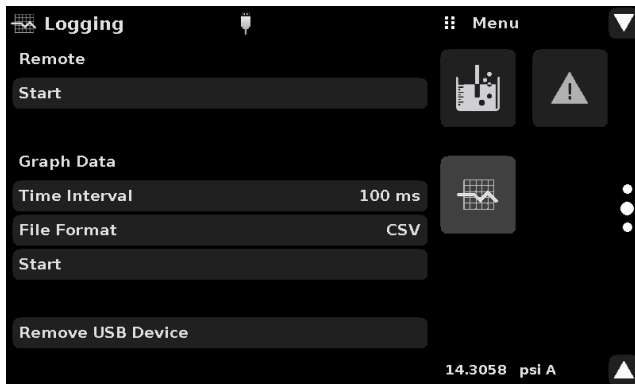 Logging
Menu
Remote
Start
Graph Data
Time Interval 100 ms
File Format CSV
Start
Remove USB Device
14.3058 psi A